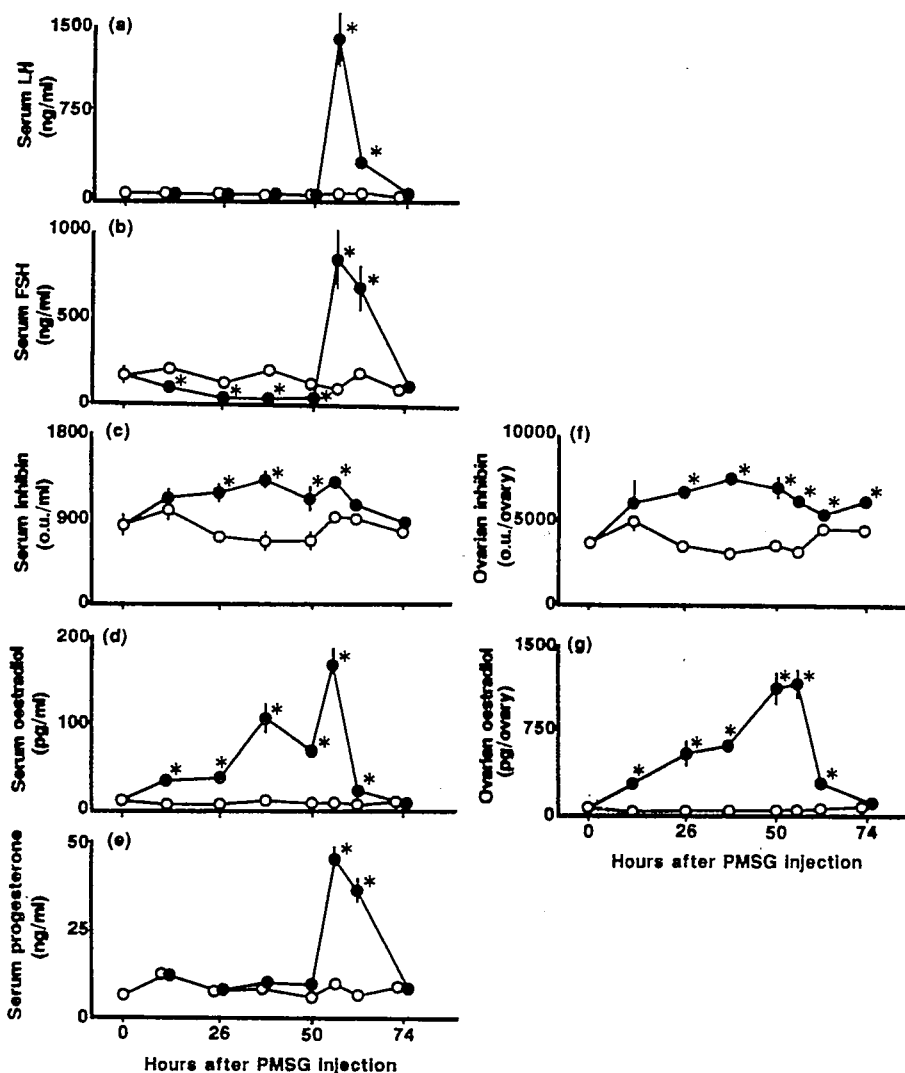 (a)
Serum LH
(ng/ml)
1500
750
0
*
*
(b)
Serum FSH
(ng/ml)
1000
500
0
*
*
*
*
*
*
(c)
Serum inhibin
(o.u./ml)
1800
900
0
*
*
*
*
(d)
Serum oestradiol
(pg/ml)
200
100
0
*
*
*
*
*
*
(e)
Serum progesterone
(ng/ml)
50
25
0
*
*
0
26
50
74
Hours after PMSG injection
(f)
Ovarian inhibin
(o.u./ovary)
10000
5000
0
*
*
*
*
*
*
(g)
Ovarian oestradiol
(pg/ovary)
1500
750
0
*
*
*
*
*
*
0
26
50
74
Hours after PMSG injection